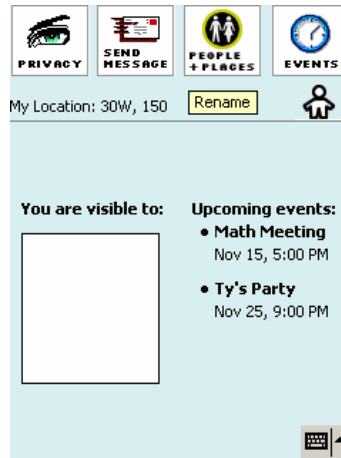 PRIVACY
SEND MESSAGE
PEOPLE + PLACES
EVENTS
My Location: 30W, 150
Rename
You are visible to:
Upcoming events:
• Math Meeting
Nov 15, 5:00 PM
• Ty's Party
Nov 25, 9:00 PM